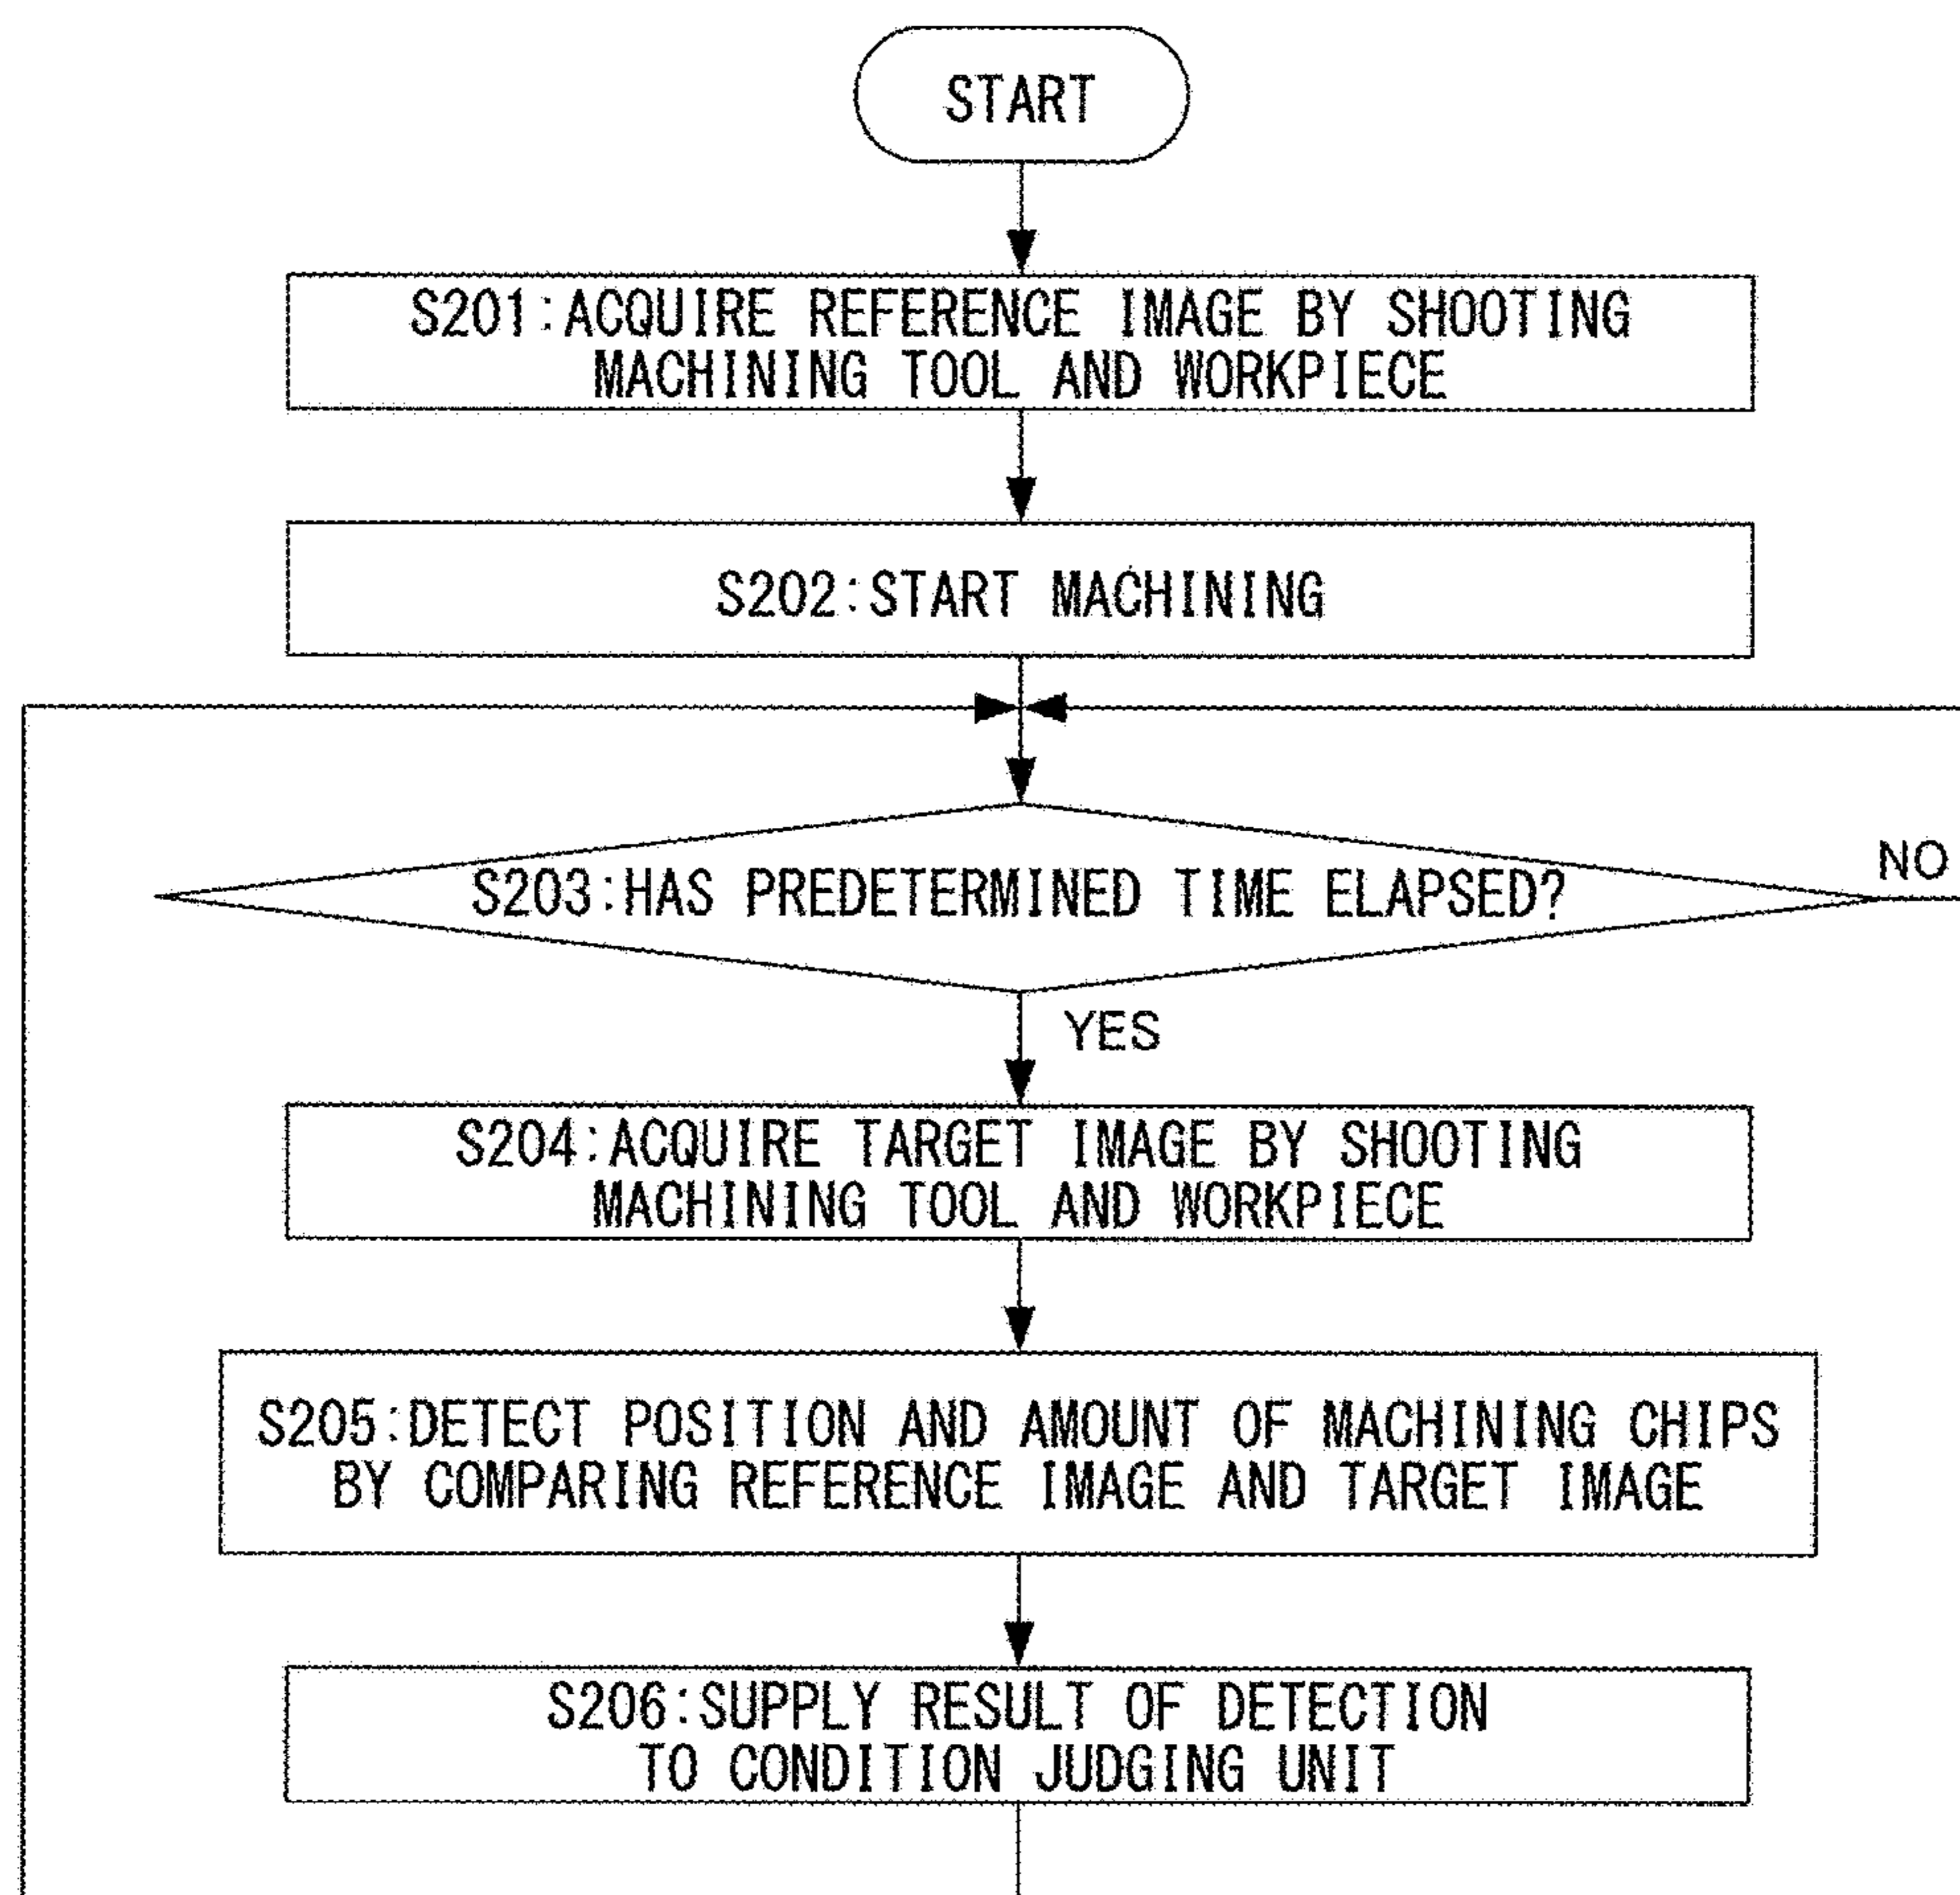 START
S201:ACQUIRE REFERENCE IMAGE BY SHOOTING
MACHINING TOOL AND WORKPIECE
S202:START MACHINING
S203:HAS PREDETERMINED TIME ELAPSED?
NO
YES
S204:ACQUIRE TARGET IMAGE BY SHOOTING
MACHINING TOOL AND WORKPIECE
S205:DETECT POSITION AND AMOUNT OF MACHINING CHIPS
BY COMPARING REFERENCE IMAGE AND TARGET IMAGE
S206:SUPPLY RESULT OF DETECTION
TO CONDITION JUDGING UNIT